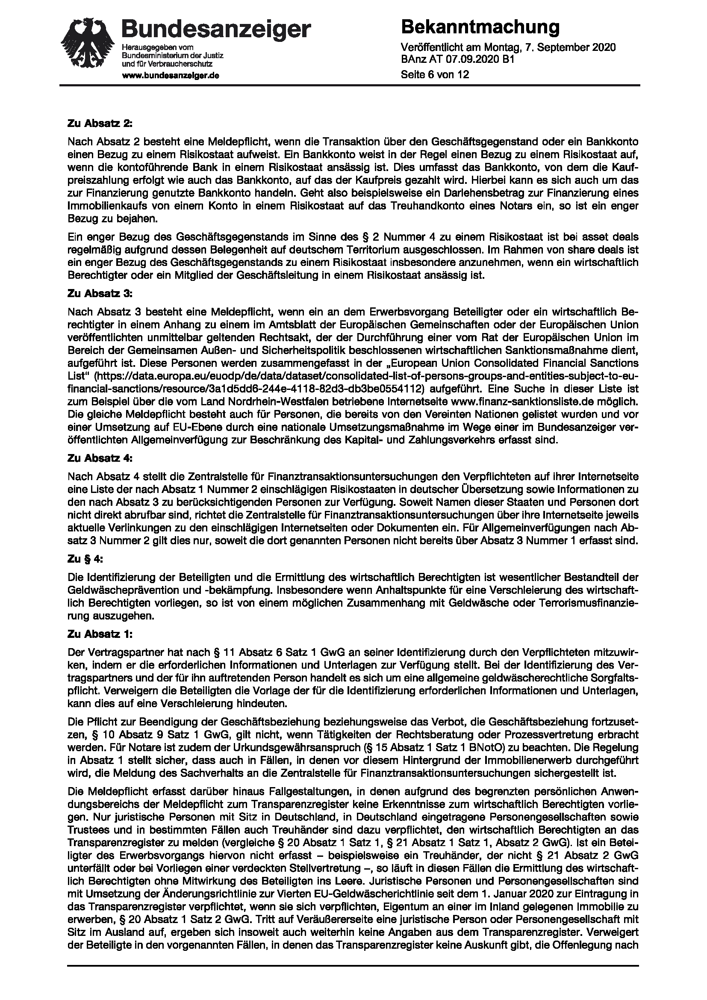 Bundesanzeiger
Herausgegeben vom
Bundesministerium der Justiz
und für Verbraucherschutz
www.bundesanzeiger.de
Bekanntmachung
Veröffentlicht am Montag, 7. September 2020
BAnz AT 07.09.2020 B1
Seite 6 von 12
Zu Absatz 2:
Nach Absatz 2 besteht eine Meldepflicht, wenn die Transaktion über den Geschäftsgegenstand oder ein Bankkonto
einen Bezug zu einem Risikostaat aufweist. Ein Bankkonto weist in der Regel einen Bezug zu einem Risikostaat auf,
wenn die kontoführende Bank in einem Risikostaat ansässig ist. Dies umfasst das Bankkonto, von dem die Kauf-
preiszahlung erfolgt wie auch das Bankkonto, auf das der Kaufpreis gezahlt wird. Hierbei kann es sich auch um das
zur Finanzierung genutzte Bankkonto handeln. Geht also beispielsweise ein Darlehensbetrag zur Finanzierung eines
Immobilienkaufs von einem Konto in einem Risikostaat auf das Treuhandkonto eines Notars ein, so ist ein enger
Bezug zu bejahen.
Ein enger Bezug des Geschäftsgegenstands im Sinne des § 2 Nummer 4 zu einem Risikostaat ist bei asset deals
regelmäßig aufgrund dessen Belegenheit auf deutschem Territorium ausgeschlossen. Im Rahmen von share deals ist
ein enger Bezug des Geschäftsgegenstands zu einem Risikostaat insbesondere anzunehmen, wenn ein wirtschaftlich
Berechtigter oder ein Mitglied der Geschäftsleitung in einem Risikostaat ansässig ist.
Zu Absatz 3:
Nach Absatz 3 besteht eine Meldepflicht, wenn ein an dem Erwerbsvorgang Beteiligter oder ein wirtschaftlich Be-
rechtigter in einem Anhang zu einem im Amtsblatt der Europäischen Gemeinschaften oder der Europäischen Union
veröffentlichten unmittelbar geltenden Rechtsakt, der der Durchführung einer vom Rat der Europäischen Union im
Bereich der Gemeinsamen Außen- und Sicherheitspolitik beschlossenen wirtschaftlichen Sanktionsmaßnahme dient,
aufgeführt ist. Diese Personen werden zusammengefasst in der „European Union Consolidated Financial Sanctions
List“ (https://data.europa.eu/euodp/de/data/dataset/consolidated-list-of-persons-groups-and-entities-subject-to-eu-
financial-sanctions/resource/3a1d5dd6-244e-4118-82d3-db3be0554112) aufgeführt. Eine Suche in dieser Liste ist
zum Beispiel über die vom Land Nordrhein-Westfalen betriebene Internetseite www.finanz-sanktionsliste.de möglich.
Die gleiche Meldepflicht besteht auch für Personen, die bereits von den Vereinten Nationen gelistet wurden und vor
einer Umsetzung auf EU-Ebene durch eine nationale Umsetzungsmaßnahme im Wege einer im Bundesanzeiger ver-
öffentlichten Allgemeinverfügung zur Beschränkung des Kapital- und Zahlungsverkehrs erfasst sind.
Zu Absatz 4:
Nach Absatz 4 stellt die Zentralstelle für Finanztransaktionsuntersuchungen den Verpflichteten auf ihrer Internetseite
eine Liste der nach Absatz 1 Nummer 2 einschlägigen Risikostaaten in deutscher Übersetzung sowie Informationen zu
den nach Absatz 3 zu berücksichtigenden Personen zur Verfügung. Soweit Namen dieser Staaten und Personen dort
nicht direkt abrufbar sind, richtet die Zentralstelle für Finanztransaktionsuntersuchungen über ihre Internetseite jeweils
aktuelle Verlinkungen zu den einschlägigen Internetseiten oder Dokumenten ein. Für Allgemeinverfügungen nach Ab-
satz 3 Nummer 2 gilt dies nur, soweit die dort genannten Personen nicht bereits über Absatz 3 Nummer 1 erfasst sind.
Zu § 4:
Die Identifizierung der Beteiligten und die Ermittlung des wirtschaftlich Berechtigten ist wesentlicher Bestandteil der
Geldwäscheprävention und -bekämpfung. Insbesondere wenn Anhaltspunkte für eine Verschleierung des wirtschaft-
lich Berechtigten vorliegen, so ist von einem möglichen Zusammenhang mit Geldwäsche oder Terrorismusfinanzie-
rung auszugehen.
Zu Absatz 1:
Der Vertragspartner hat nach § 11 Absatz 6 Satz 1 GwG an seiner Identifizierung durch den Verpflichteten mitzuwir-
ken, indem er die erforderlichen Informationen und Unterlagen zur Verfügung stellt. Bei der Identifizierung des Ver-
tragspartners und der für ihn auftretenden Person handelt es sich um eine allgemeine geldwäscherechtliche Sorgfalts-
pflicht. Verweigern die Beteiligten die Vorlage der für die Identifizierung erforderlichen Informationen und Unterlagen,
kann dies auf eine Verschleierung hindeuten.
Die Pflicht zur Beendigung der Geschäftsbeziehung beziehungsweise das Verbot, die Geschäftsbeziehung fortzuset-
zen, § 10 Absatz 9 Satz 1 GwG, gilt nicht, wenn Tätigkeiten der Rechtsberatung oder Prozessvertretung erbracht
werden. Für Notare ist zudem der Urkundsgewährsanspruch (§ 15 Absatz 1 Satz 1 BNotO) zu beachten. Die Regelung
in Absatz 1 stellt sicher, dass auch in Fällen, in denen vor diesem Hintergrund der Immobilienerwerb durchgeführt
wird, die Meldung des Sachverhalts an die Zentralstelle für Finanztransaktionsuntersuchungen sichergestellt ist.
Die Meldepflicht erfasst darüber hinaus Fallgestaltungen, in denen aufgrund des begrenzten persönlichen Anwen-
dungsbereichs der Meldepflicht zum Transparenzregister keine Erkenntnisse zum wirtschaftlich Berechtigten vorlie-
gen. Nur juristische Personen mit Sitz in Deutschland, in Deutschland eingetragene Personengesellschaften sowie
Trustees und in bestimmten Fällen auch Treuhänder sind dazu verpflichtet, den wirtschaftlich Berechtigten an das
Transparenzregister zu melden (vergleiche § 20 Absatz 1 Satz 1, § 21 Absatz 1 Satz 1, Absatz 2 GwG). Ist ein Betei-
ligter des Erwerbsvorgangs hiervon nicht erfasst – beispielsweise ein Treuhänder, der nicht § 21 Absatz 2 GwG
unterfällt oder bei Vorliegen einer verdeckten Stellvertretung –, so läuft in diesen Fällen die Ermittlung des wirtschaft-
lich Berechtigten ohne Mitwirkung des Beteiligten ins Leere. Juristische Personen und Personengesellschaften sind
mit Umsetzung der Änderungsrichtlinie zur Vierten EU-Geldwäscherichtlinie seit dem 1. Januar 2020 zur Eintragung in
das Transparenzregister verpflichtet, wenn sie sich verpflichten, Eigentum an einer im Inland gelegenen Immobilie zu
erwerben, § 20 Absatz 1 Satz 2 GwG. Tritt auf Veräußererseite eine juristische Person oder Personengesellschaft mit
Sitz im Ausland auf, ergeben sich insoweit auch weiterhin keine Angaben aus dem Transparenzregister. Verweigert
der Beteiligte in den vorgenannten Fällen, in denen das Transparenzregister keine Auskunft gibt, die Offenlegung nach